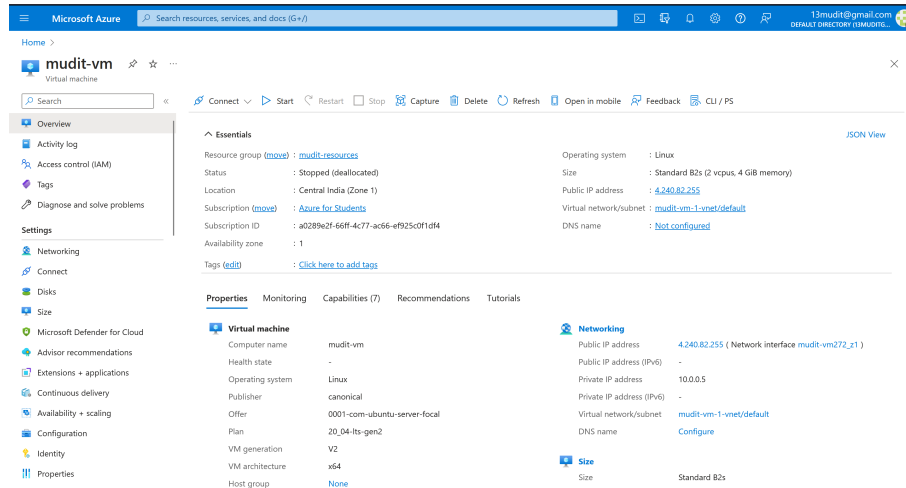 Microsoft Azure
Search resources, services, and docs (G+/)
13mudit@gmail.com
DEFAULT DIRECTORY (13MUDITG...
Home >
mudit-vm
Virtual machine
Search
Connect
Start
Restart
Stop
Capture
Delete
Refresh
Open in mobile
Feedback
CLI / PS
Overview
Activity log
Access control (IAM)
Tags
Diagnose and solve problems
Settings
Networking
Connect
Disks
Size
Microsoft Defender for Cloud
Advisor recommendations
Extensions + applications
Continuous delivery
Availability + scaling
Configuration
Identity
Properties
Essentials
JSON View
Resource group (move) : mudit-resources
Status : Stopped (deallocated)
Location : Central India (Zone 1)
Subscription (move) : Azure for Students
Subscription ID : a0289e2f-66ff-4c77-ac66-ef925c0f1df4
Availability zone : 1
Tags (edit) : Click here to add tags
Operating system : Linux
Size : Standard B2s (2 vcpus, 4 GiB memory)
Public IP address : 4.240.82.255
Virtual network/subnet : mudit-vm-1-vnet/default
DNS name : Not configured
Properties Monitoring Capabilities (7) Recommendations Tutorials
Virtual machine
Computer name mudit-vm
Health state -
Operating system Linux
Publisher canonical
Offer 0001-com-ubuntu-server-focal
Plan 20_04-lts-gen2
VM generation V2
VM architecture x64
Host group None
Networking
Public IP address 4.240.82.255 ( Network interface mudit-vm272_z1 )
Public IP address (IPv6) -
Private IP address 10.0.0.5
Private IP address (IPv6) -
Virtual network/subnet mudit-vm-1-vnet/default
DNS name Configure
Size
Size Standard B2s